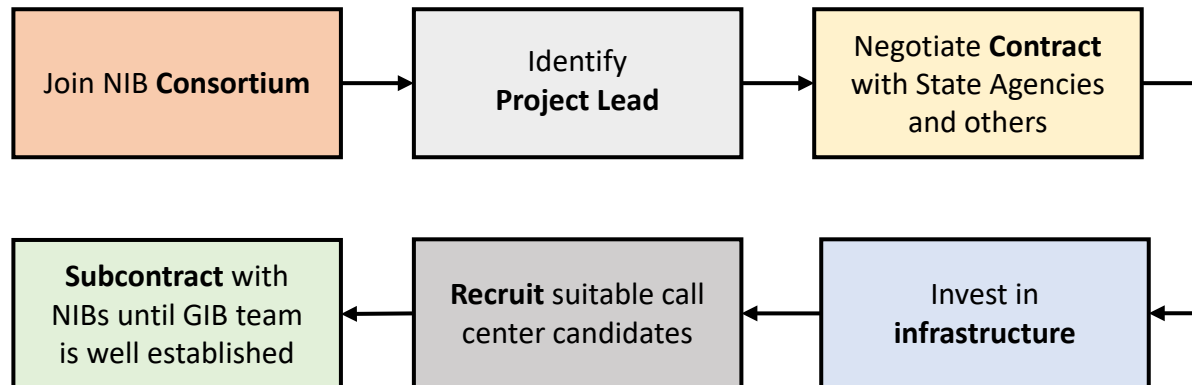 Join NIB Consortium
Identify
Project Lead
Negotiate Contract
with State Agencies
and others
Invest in
infrastructure
Recruit suitable call
center candidates
Subcontract with
NIBs until GIB team
is well established